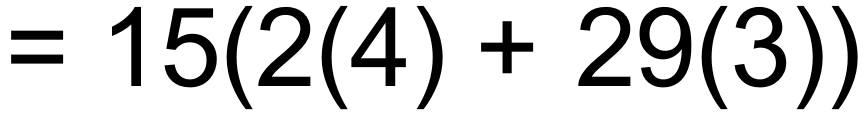 = 15(2(4) + 29(3))